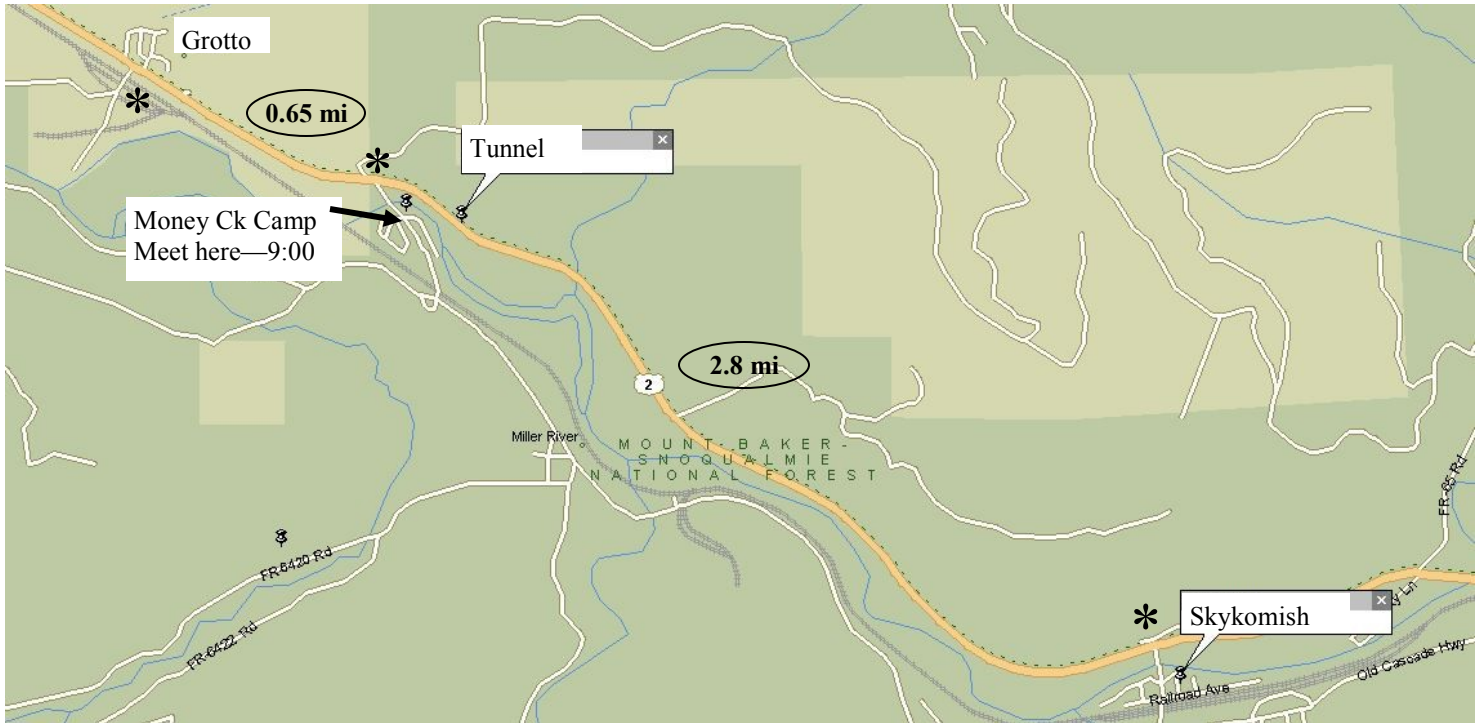 Grotto
0.65 mi
Tunnel
Money Ck Camp
Meet here—9:00
2.8 mi
2
Miller River
MOUNT BAKER-
SNOQUALMIE
NATIONAL FOREST
FR-65 Rd
FR-6420 Rd
FR-6422 Rd
Skykomish
y Ln
Old Cascade Hwy
Railroad Ave